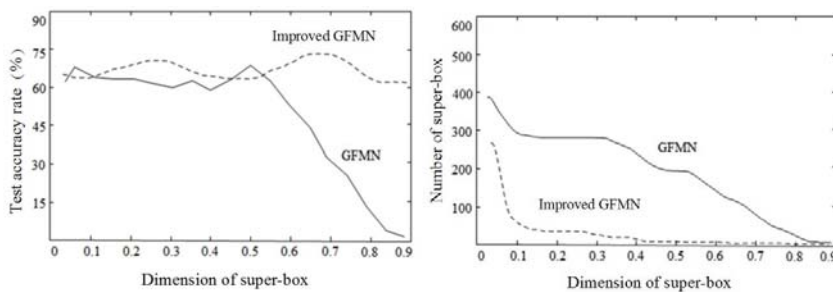 90
75
60
45
30
15
Test accuracy rate (%)
Improved GFMN
GFMN
0 0.1 0.2 0.3 0.4 0.5 0.6 0.7 0.8 0.9
Dimension of super-box
600
500
400
300
200
100
Number of super-box
GFMN
Improved GFMN
0 0.1 0.2 0.3 0.4 0.5 0.6 0.7 0.8 0.9
Dimension of super-box